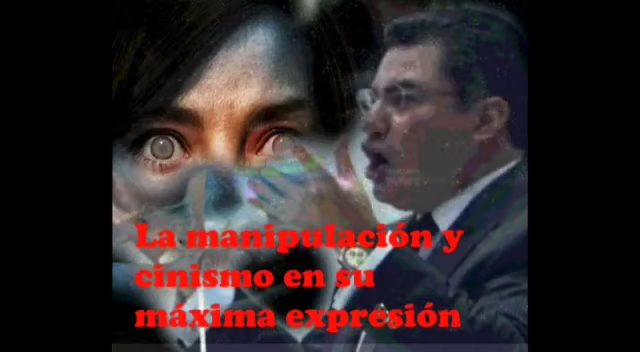 La manipulación y
cinismo en su
máxima expresión